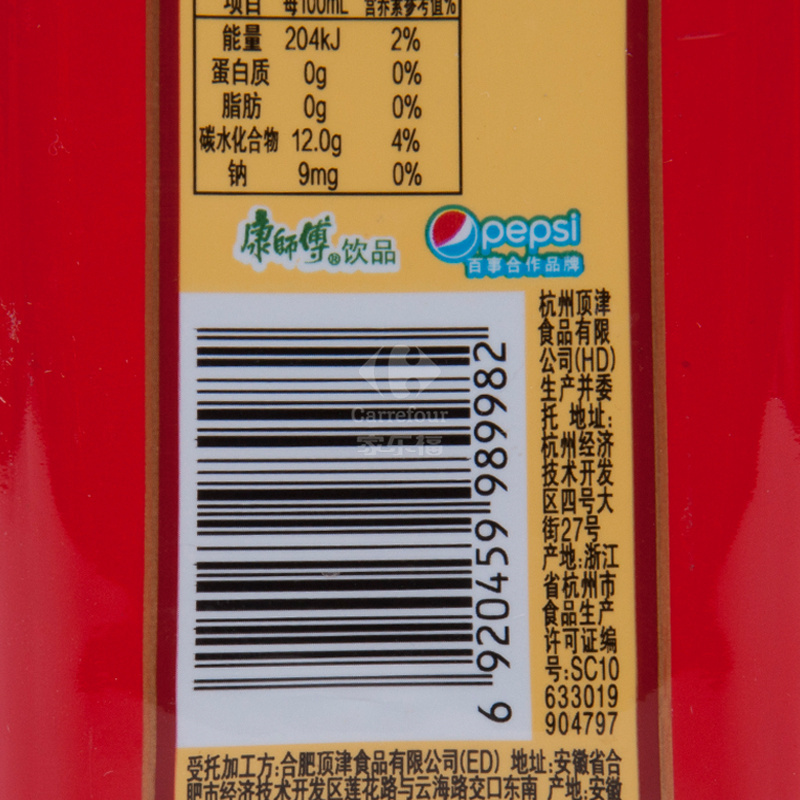 项目 每100mL 营养素参考值%
能量 204kJ 2%
蛋白质 0g 0%
脂肪 0g 0%
碳水化合物 12.0g 4%
钠 9mg 0%
康師傅®饮品
pepsi
百事合作品牌
Carrefour
家乐福
6 920459 989982
杭州顶津
食品有限
公司(HD)
生产并委
托 地址:
杭州经济
技术开发
区四号大
街27号
产地:浙江
省杭州市
食品生产
许可证编
号:SC10
633019
904797
受托加工方:合肥顶津食品有限公司(ED) 地址:安徽省合
肥市经济技术开发区莲花路与云海路交口东南 产地:安徽